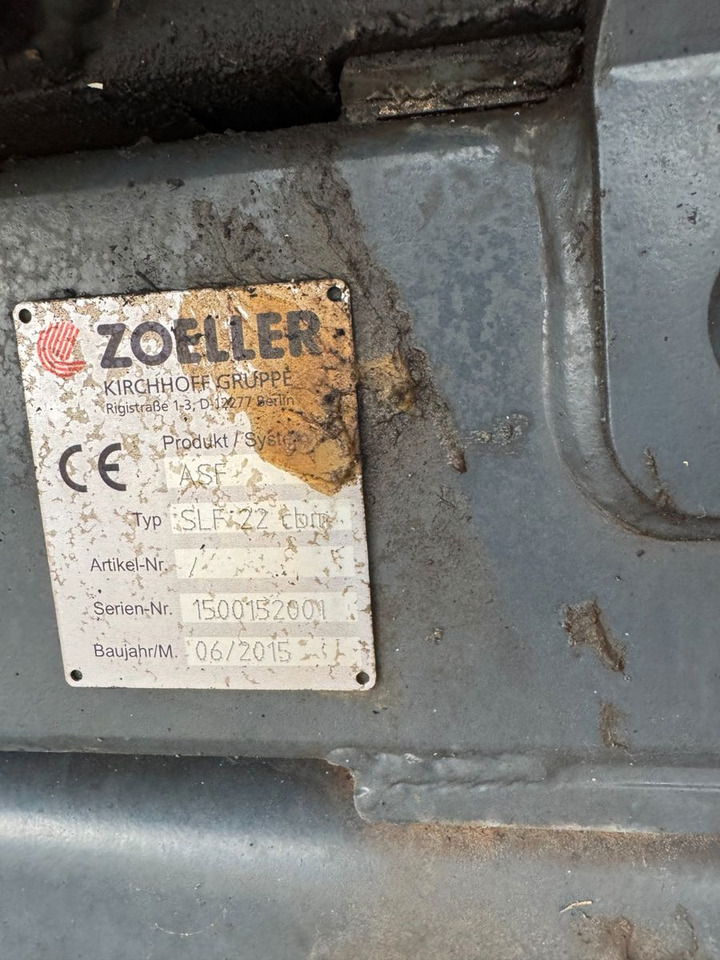 ZOELLER
KIRCHHOFF GRUPPE
Rigistraße 1-3, D-12277 Berlin
CE
Produkt / System
ASF
Typ SLF 22 cbm
Artikel-Nr. /
Serien-Nr. 1500152001
Baujahr/M. 06/2015